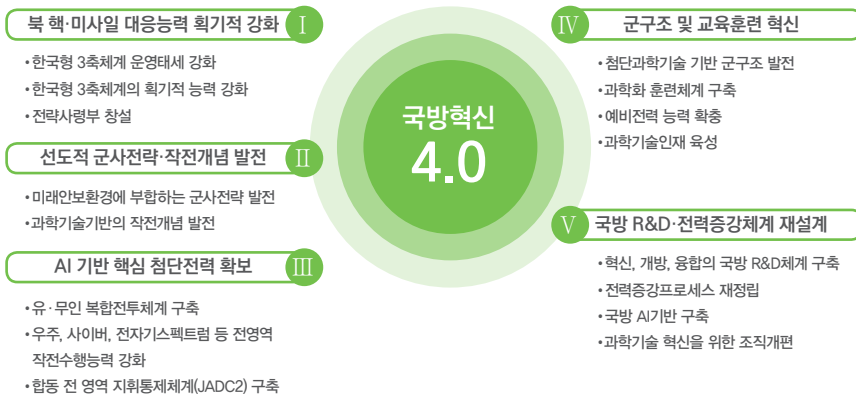 북 핵·미사일 대응능력 획기적 강화 Ⅰ
•한국형 3축체계 운영태세 강화
•한국형 3축체계의 획기적 능력 강화
•전략사령부 창설
선도적 군사전략·작전개념 발전 Ⅱ
•미래안보환경에 부합하는 군사전략 발전
•과학기술기반의 작전개념 발전
AI 기반 핵심 첨단전력 확보 Ⅲ
•유·무인 복합전투체계 구축
•우주, 사이버, 전자기스펙트럼 등 전영역
작전수행능력 강화
•합동 전 영역 지휘통제체계(JADC2) 구축
국방혁신
4.0
Ⅳ 군구조 및 교육훈련 혁신
•첨단과학기술 기반 군구조 발전
•과학화 훈련체계 구축
•예비전력 능력 확충
•과학기술인재 육성
Ⅴ 국방 R&D·전력증강체계 재설계
•혁신, 개방, 융합의 국방 R&D체계 구축
•전력증강프로세스 재정립
•국방 AI기반 구축
•과학기술 혁신을 위한 조직개편